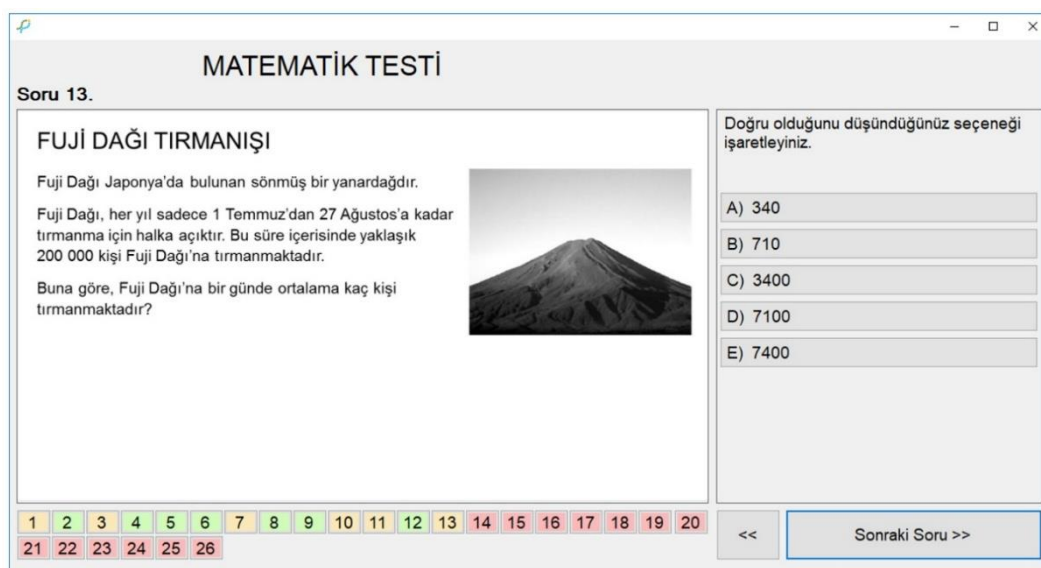 MATEMATİK TESTİ
Soru 13.
FUJİ DAĞI TIRMANIŞI
Fuji Dağı Japonya'da bulunan sönmüş bir yanardağdır.
Fuji Dağı, her yıl sadece 1 Temmuz'dan 27 Ağustos'a kadar
tırmanma için halka açıktır. Bu süre içerisinde yaklaşık
200 000 kişi Fuji Dağı'na tırmanmaktadır.
Buna göre, Fuji Dağı'na bir günde ortalama kaç kişi
tırmanmaktadır?
Doğru olduğunu düşündüğünüz seçeneği
işaretleyiniz.
A) 340
B) 710
C) 3400
D) 7100
E) 7400
1 2 3 4 5 6 7 8 9 10 11 12 13 14 15 16 17 18 19 20
21 22 23 24 25 26
<< Sonraki Soru >>